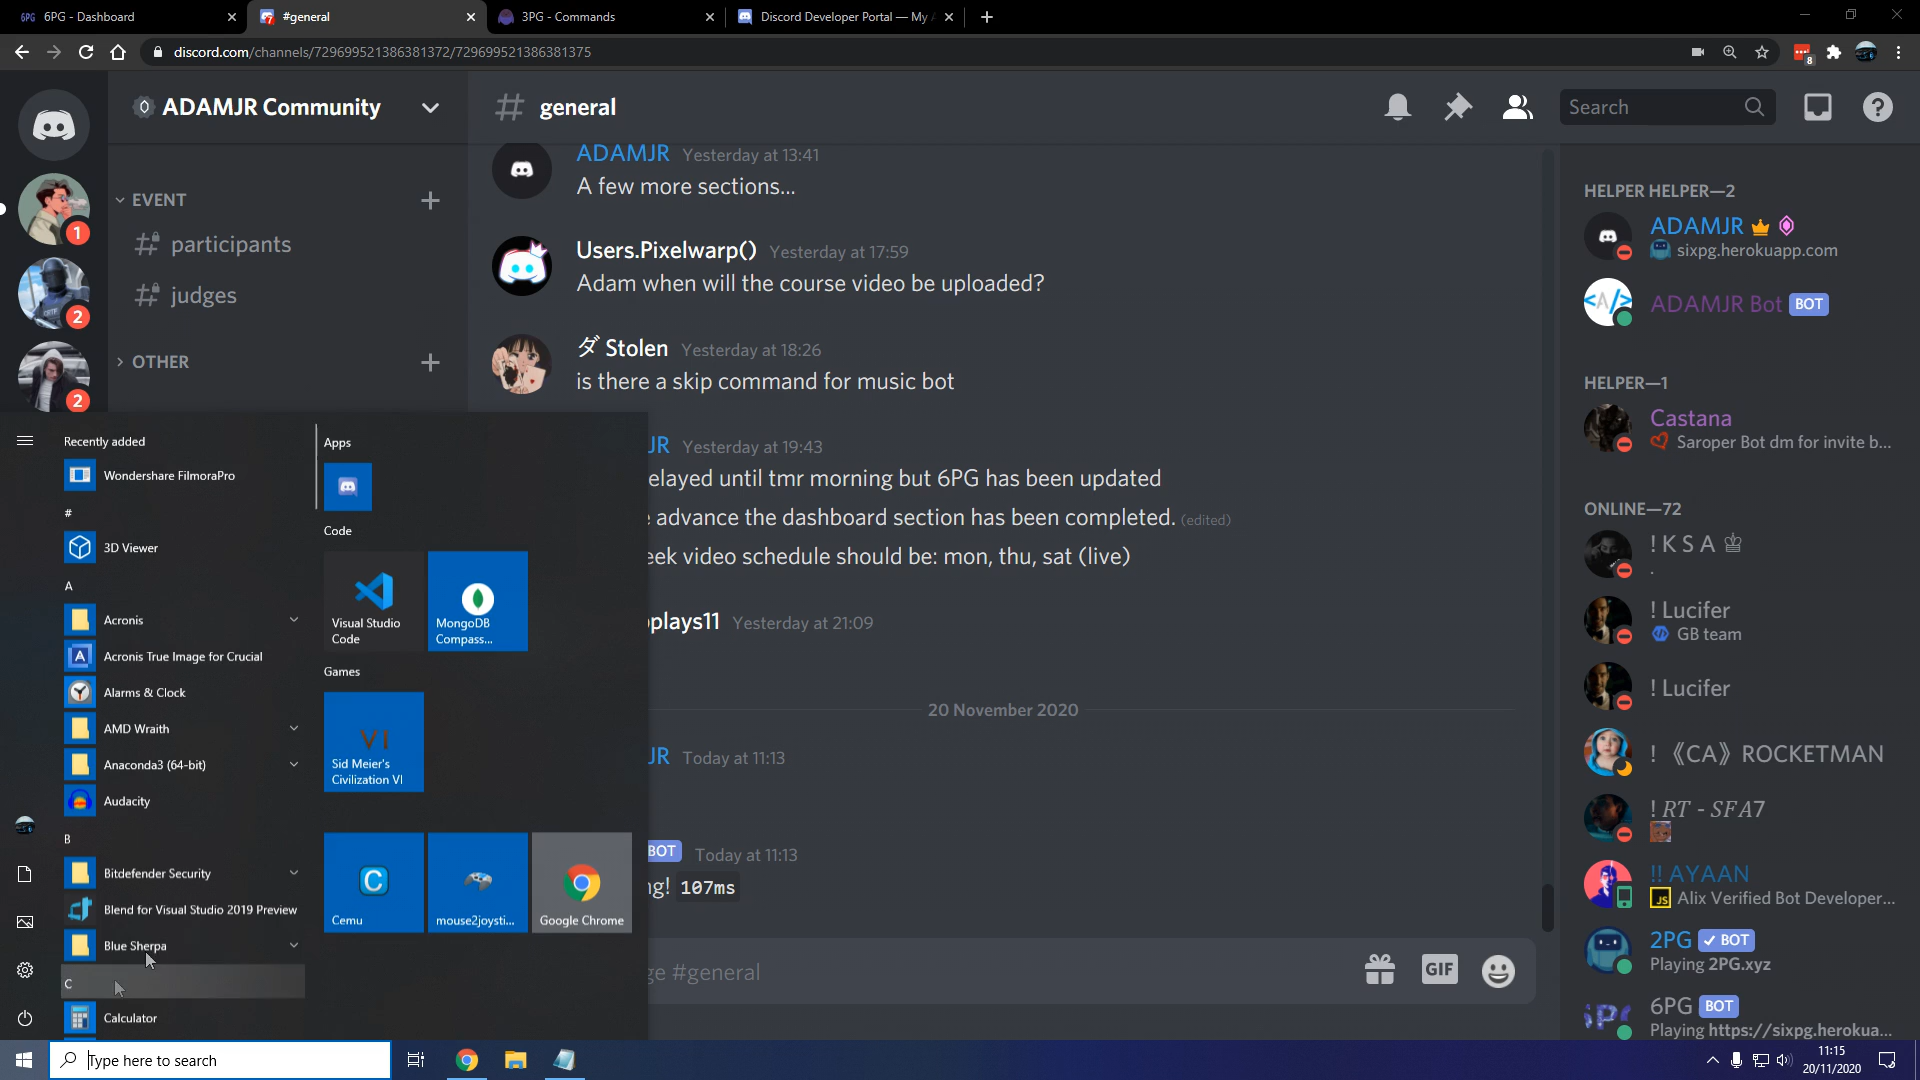 6PG 6PG - Dashboard
#general
3PG - Commands
Discord Developer Portal — My
discord.com/channels/729699521386381372/729699521386381375
8
ADAMJR Community
EVENT
participants
judges
OTHER
1
2
2
# general
Search
ADAMJR Yesterday at 13:41
A few more sections...
Users.Pixelwarp() Yesterday at 17:59
Adam when will the course video be uploaded?
ダ Stolen Yesterday at 18:26
is there a skip command for music bot
JR Yesterday at 19:43
elayed until tmr morning but 6PG has been updated
advance the dashboard section has been completed. (edited)
eek video schedule should be: mon, thu, sat (live)
plays11 Yesterday at 21:09
20 November 2020
JR Today at 11:13
BOT Today at 11:13
ng! 107ms
ge #general
GIF
HELPER HELPER—2
ADAMJR
sixpg.herokuapp.com
ADAMJR Bot BOT
HELPER—1
Castana
Saroper Bot dm for invite b...
ONLINE—72
! K S A ♔
.
! Lucifer
GB team
! Lucifer
! 《CA》 ROCKETMAN
! RT - SFA7
!! AYAAN
JS Alix Verified Bot Developer...
2PG ✓ BOT
Playing 2PG.xyz
6PG BOT
Playing https://sixpg.herokua...
Recently added
Wondershare FilmoraPro
#
3D Viewer
A
Acronis
Acronis True Image for Crucial
Alarms & Clock
AMD Wraith
Anaconda3 (64-bit)
Audacity
B
Bitdefender Security
Blend for Visual Studio 2019 Preview
Blue Sherpa
C
Calculator
Apps
Code
Visual Studio
Code
MongoDB
Compass...
Games
VI
Sid Meier's
Civilization VI
Cemu
mouse2joysti...
Google Chrome
Type here to search
11:15
20/11/2020